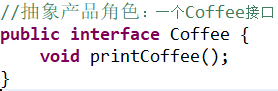 //抽象产品角色：一个Coffee接口
public interface Coffee {
    void printCoffee();
}